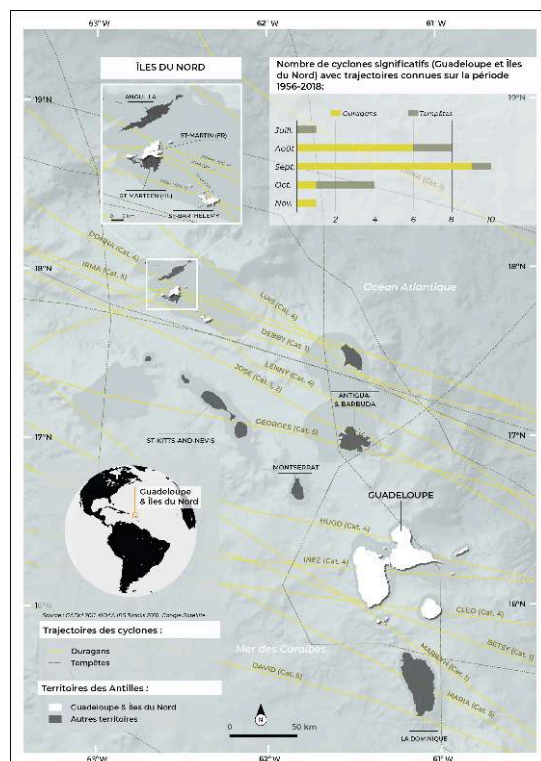 63°W
62°W
61°W
ÎLES DU NORD
ANGUILLA
ST-MARTIN (FR)
ST-BARTHÉLEMY
Nombre de cyclones significatifs (Guadeloupe et Îles
du Nord) avec trajectoires connues sur la période
1956-2018:
Ouragans
Tempêtes
Juill.
Août
Sept.
Oct.
Nov.
2
4
6
8
10
19°N
19°N
DONNA (Cat. 4)
IRMA (Cat. 5)
18°N
18°N
Océan Atlantique
LUIS (Cat. 4)
DEBBY (Cat. 1)
LENNY (Cat. 4)
JOSE (Cat. 1, 2)
GEORGES (Cat. 5)
ANTIGUA
& BARBUDA
ST-KITTS AND NEVIS
17°N
17°N
MONTSERRAT
Guadeloupe
& Îles du Nord
GUADELOUPE
HUGO (Cat. 4)
INEZ (Cat. 4)
CLEO (Cat. 4)
BETSY (Cat. 1)
16°N
16°N
Mer des Caraïbes
MARILYN (Cat. 1)
DAVID (Cat. 5)
MARIA (Cat. 5)
Trajectoires des cyclones :
Ouragans
Tempêtes
Territoires des Antilles :
Guadeloupe & Îles du Nord
Autres territoires
N
0
50 km
LA DOMINIQUE
63°W
62°W
61°W